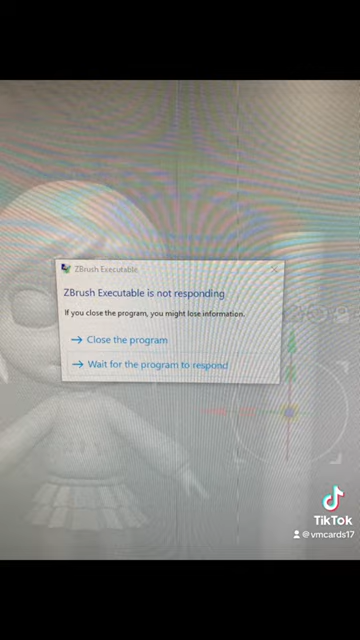 ZBrush Executable
ZBrush Executable is not responding
If you close the program, you might lose information.
Close the program
Wait for the program to respond
TikTok
@vmcards17